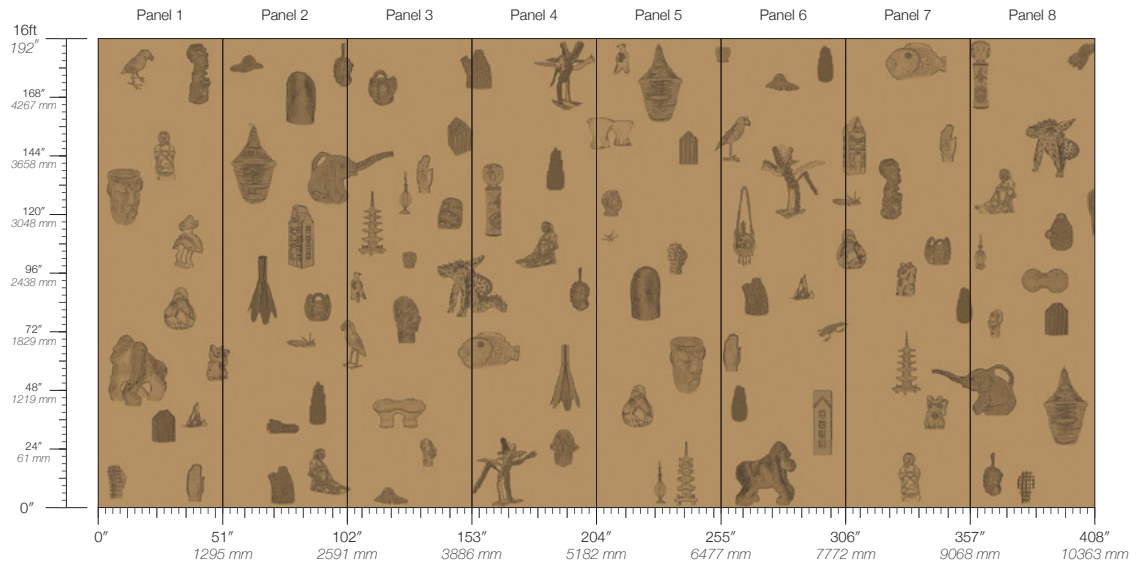 Panel 1 Panel 2 Panel 3 Panel 4 Panel 5 Panel 6 Panel 7 Panel 8
16ft
192″
168″
4267 mm
144″
3658 mm
120″
3048 mm
96″
2438 mm
72″
1829 mm
48″
1219 mm
24″
61 mm
0″
0″ 51″ 102″ 153″ 204″ 255″ 306″ 357″ 408″
1295 mm 2591 mm 3886 mm 5182 mm 6477 mm 7772 mm 9068 mm 10363 mm